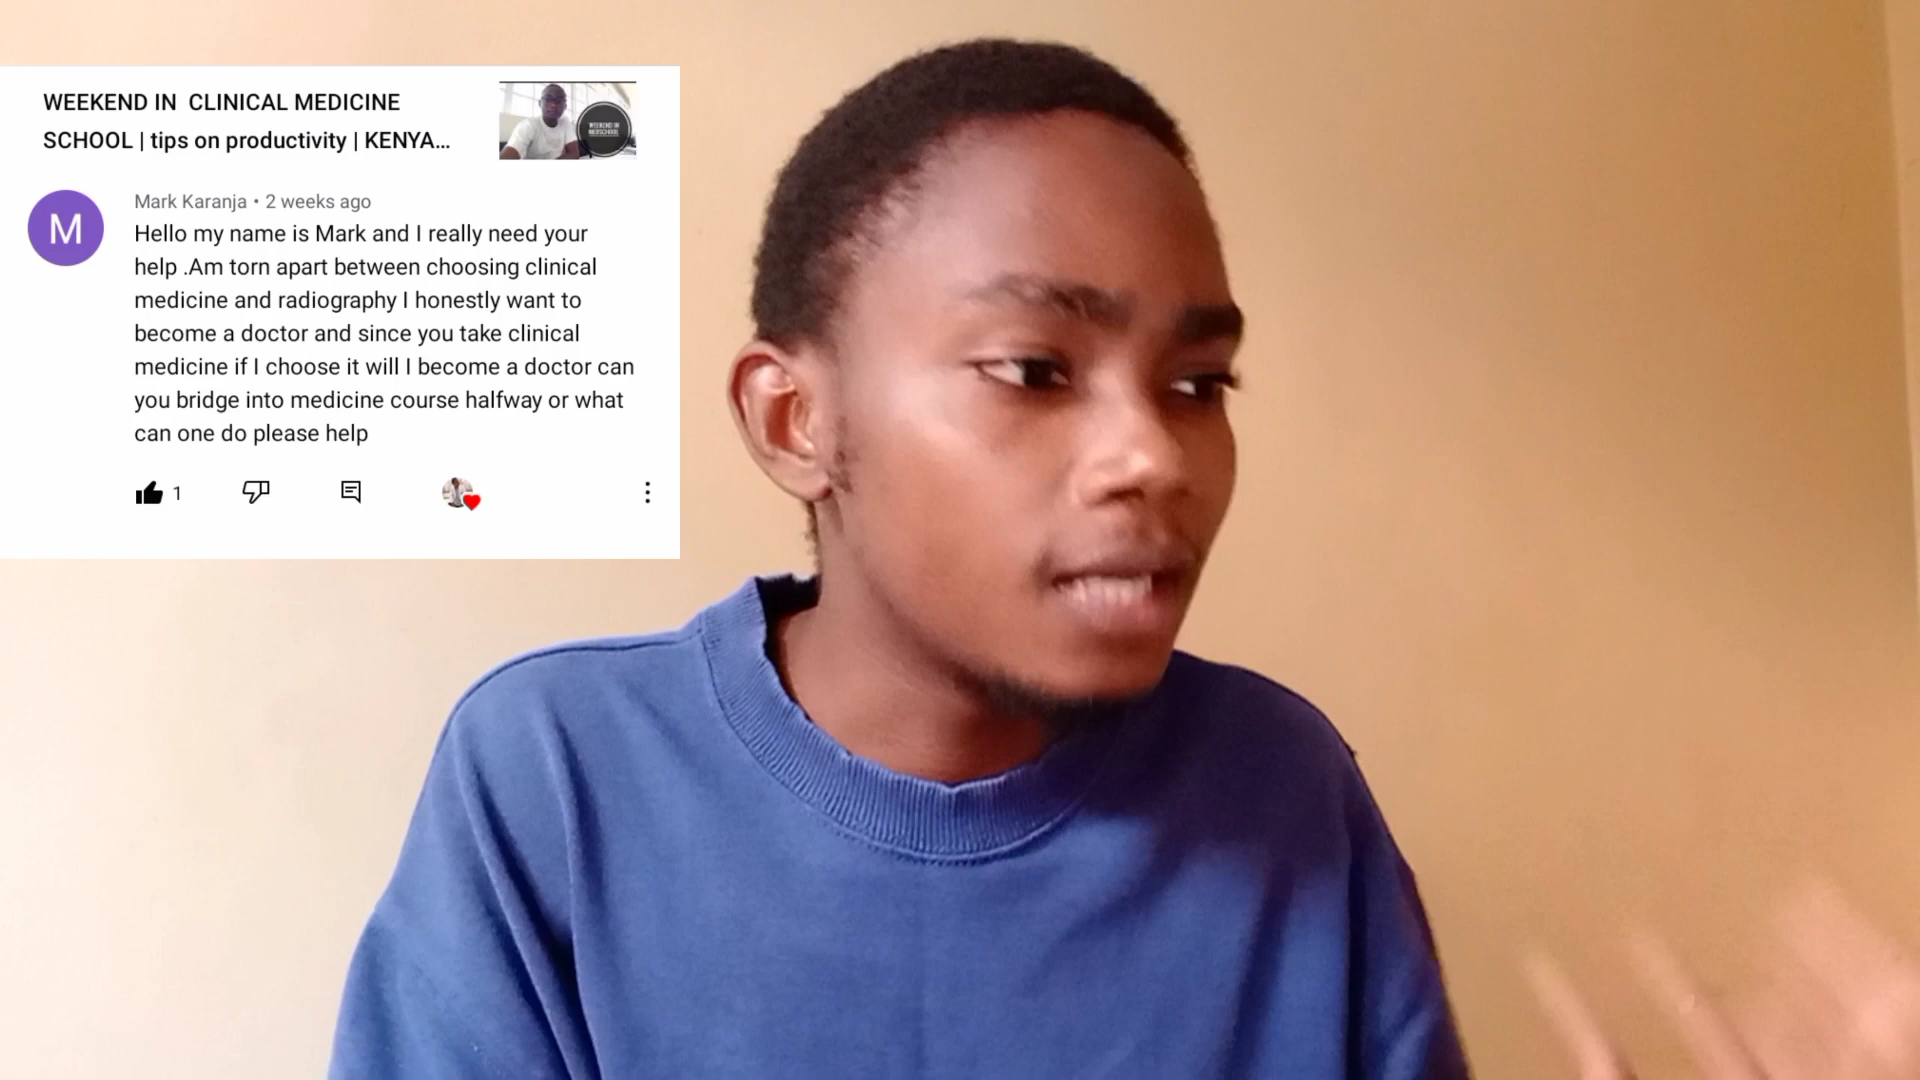 WEEKEND IN  CLINICAL MEDICINE
SCHOOL | tips on productivity | KENYA...
WEEKEND IN
MEDSCHOOL
M
Mark Karanja • 2 weeks ago
Hello my name is Mark and I really need your
help .Am torn apart between choosing clinical
medicine and radiography I honestly want to
become a doctor and since you take clinical
medicine if I choose it will I become a doctor can
you bridge into medicine course halfway or what
can one do please help
1